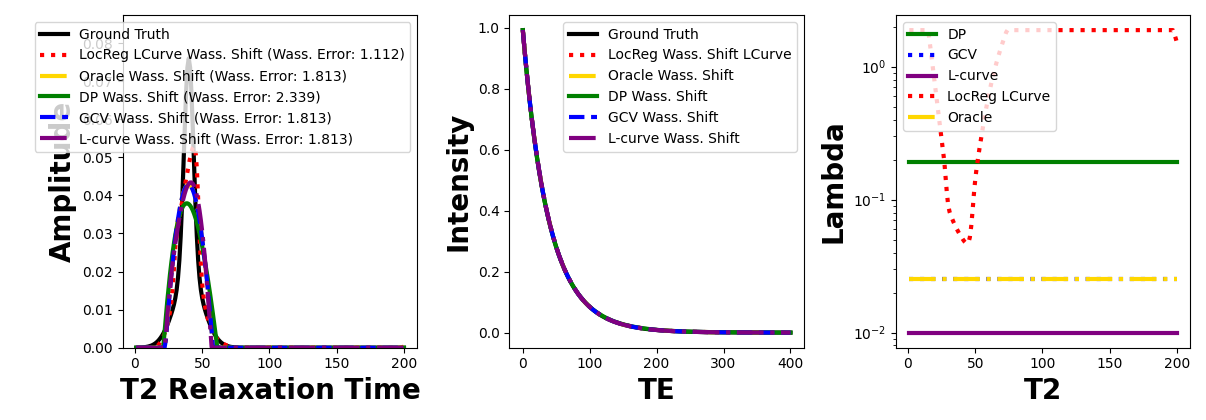 Amplitude
0.08
0.07
0.05
0.04
0.03
0.02
0.01
0.00
Ground Truth
LocReg LCurve Wass. Shift (Wass. Error: 1.112)
Oracle Wass. Shift (Wass. Error: 1.813)
DP Wass. Shift (Wass. Error: 2.339)
GCV Wass. Shift (Wass. Error: 1.813)
L-curve Wass. Shift (Wass. Error: 1.813)
0 50 100 150 200
T2 Relaxation Time
Intensity
1.0
0.8
0.6
0.4
0.2
0.0
Ground Truth
LocReg Wass. Shift LCurve
Oracle Wass. Shift
DP Wass. Shift
GCV Wass. Shift
L-curve Wass. Shift
0 100 200 300 400
TE
Lambda
10⁰
10⁻¹
10⁻²
DP
GCV
L-curve
LocReg LCurve
Oracle
0 50 100 150 200
T2